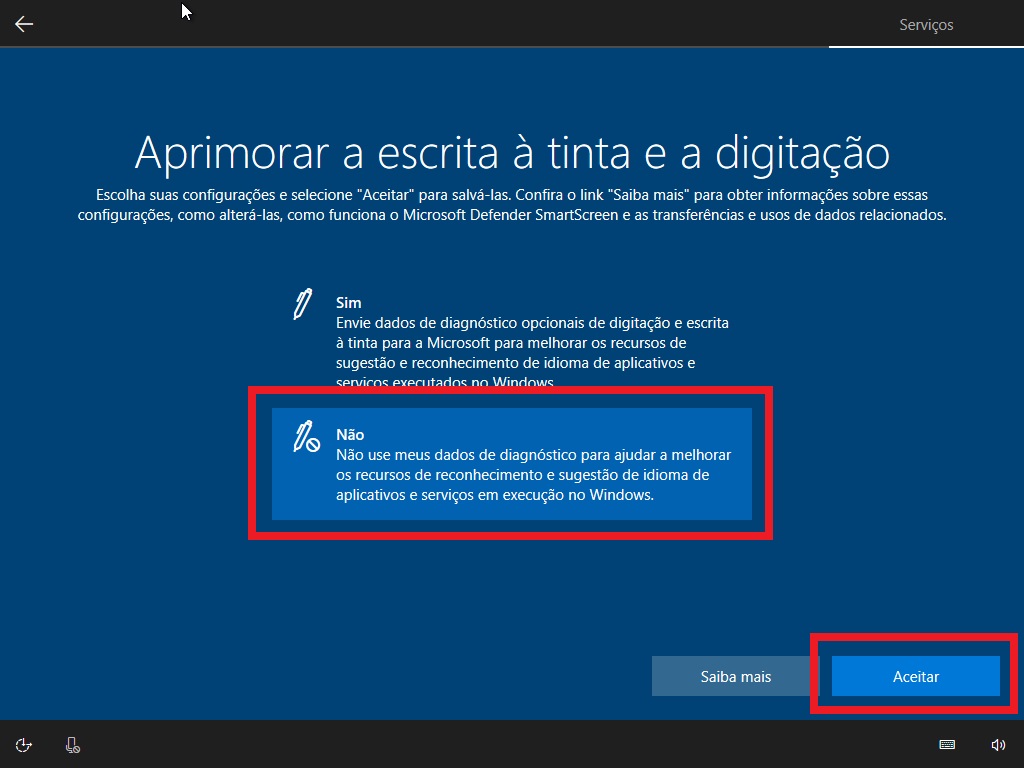 Serviços
Aprimorar a escrita à tinta e a digitação
Escolha suas configurações e selecione "Aceitar" para salvá-las. Confira o link "Saiba mais" para obter informações sobre essas
configurações, como alterá-las, como funciona o Microsoft Defender SmartScreen e as transferências e usos de dados relacionados.
Sim
Envie dados de diagnóstico opcionais de digitação e escrita
à tinta para a Microsoft para melhorar os recursos de
sugestão e reconhecimento de idioma de aplicativos e
serviços executados no Windows.
Não
Não use meus dados de diagnóstico para ajudar a melhorar
os recursos de reconhecimento e sugestão de idioma de
aplicativos e serviços em execução no Windows.
Saiba mais
Aceitar